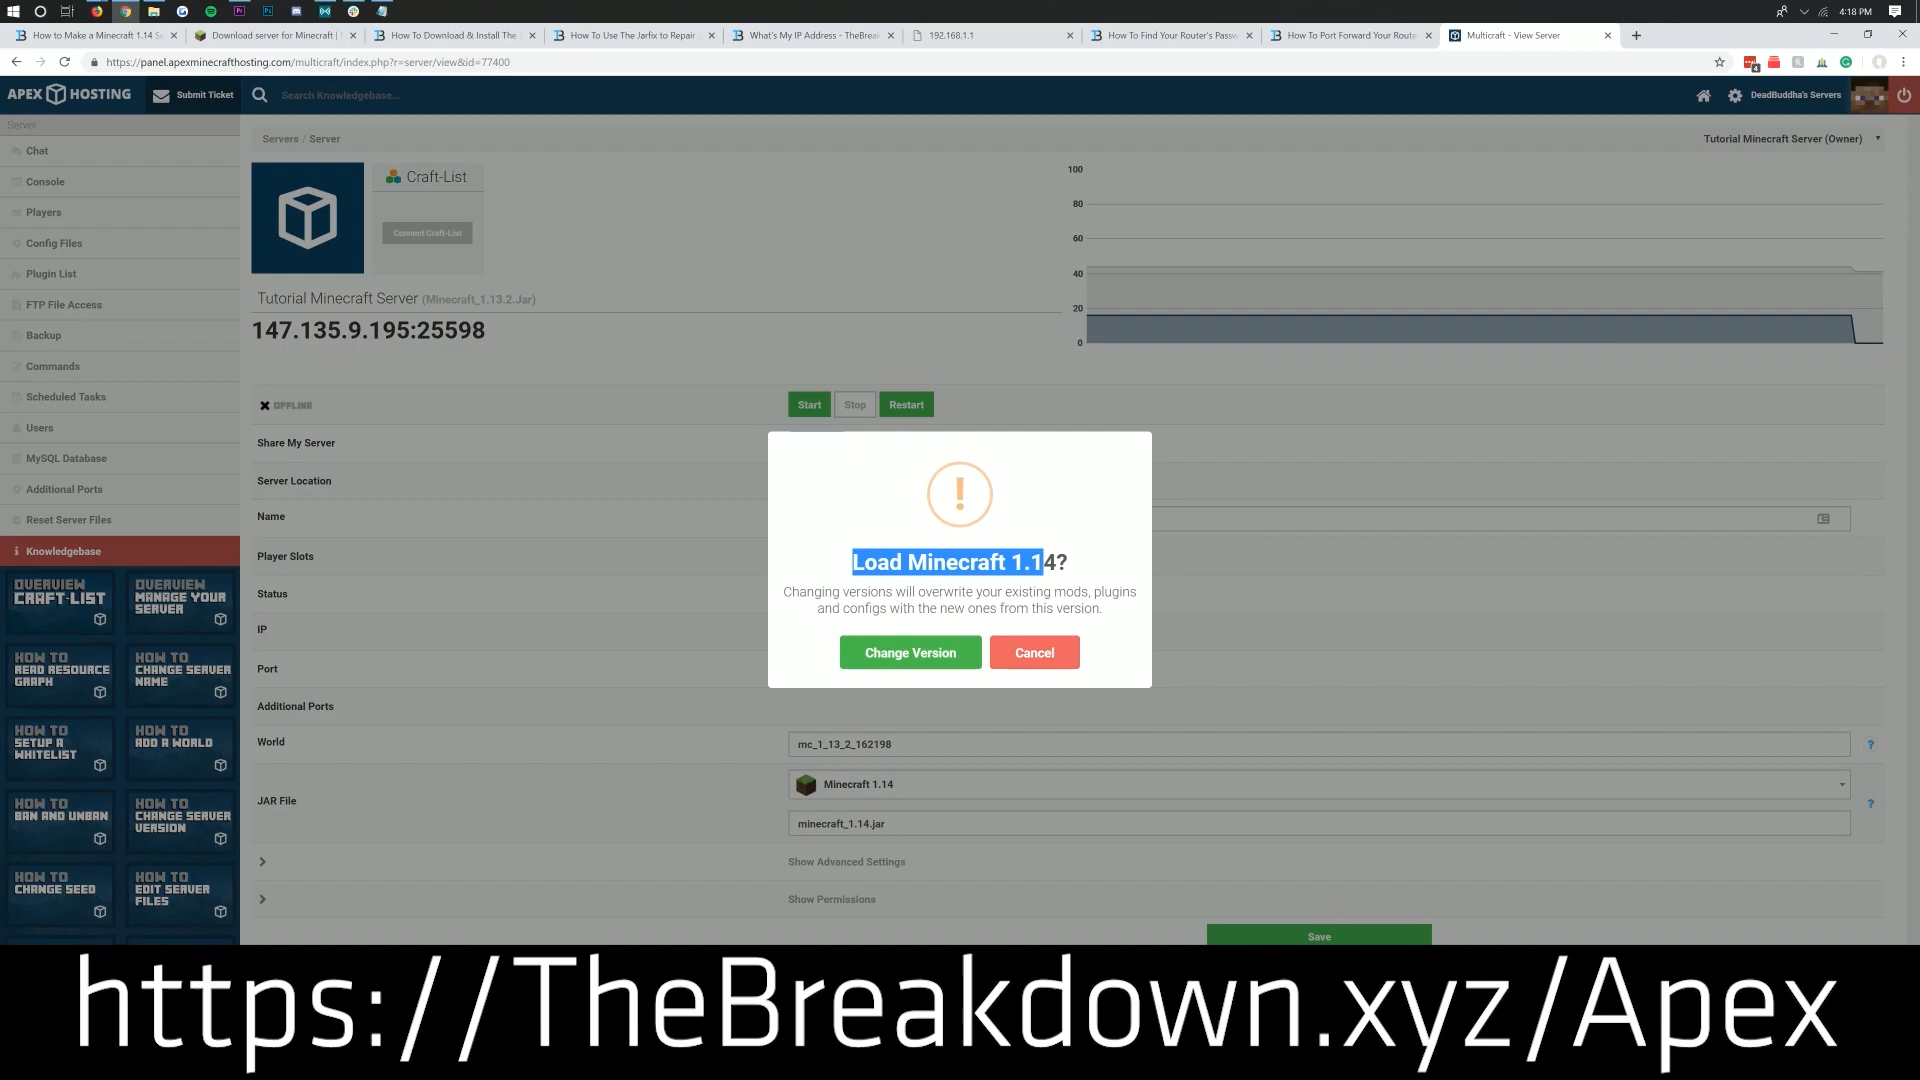 4:18 PM
How to Make a Minecraft 1.14 Se
Download server for Minecraft |
How To Download & Install The J
How To Use The Jarfix to Repair
What's My IP Address - TheBreak
192.168.1.1
How To Find Your Router's Passw
How To Port Forward Your Route
Multicraft - View Server
https://panel.apexminecrafthosting.com/multicraft/index.php?r=server/view&id=77400
APEX HOSTING
Submit Ticket
Search Knowledgebase...
DeadBuddha's Servers
Server
Chat
Console
Players
Config Files
Plugin List
FTP File Access
Backup
Commands
Scheduled Tasks
Users
MySQL Database
Additional Ports
Reset Server Files
Knowledgebase
OVERVIEW
CRAFT-LIST
OVERVIEW
MANAGE YOUR
SERVER
HOW TO
READ RESOURCE
GRAPH
HOW TO
CHANGE SERVER
NAME
HOW TO
SETUP A
WHITELIST
HOW TO
ADD A WORLD
HOW TO
BAN AND UNBAN
HOW TO
CHANGE SERVER
VERSION
HOW TO
CHANGE SEED
HOW TO
EDIT SERVER
FILES
Servers / Server
Tutorial Minecraft Server (Owner)
Craft-List
Connect Craft-List
100
80
60
40
20
0
Tutorial Minecraft Server (Minecraft_1.13.2.Jar)
147.135.9.195:25598
OFFLINE
Start
Stop
Restart
Share My Server
Server Location
Name
Player Slots
Status
IP
Port
Additional Ports
World
mc_1_13_2_162198
?
JAR File
Minecraft 1.14
minecraft_1.14.jar
?
Show Advanced Settings
Show Permissions
Save
!
Load Minecraft 1.14?
Changing versions will overwrite your existing mods, plugins
and configs with the new ones from this version.
Change Version
Cancel
https://TheBreakdown.xyz/Apex